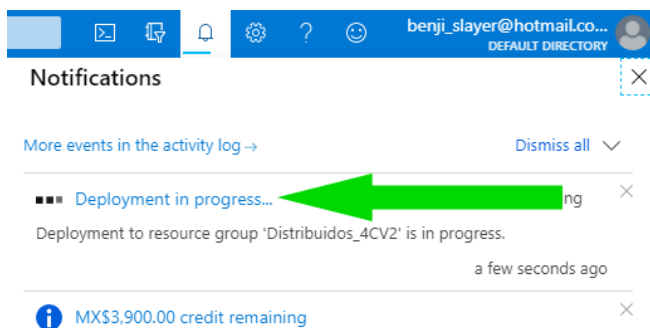 benji_slayer@hotmail.co...
DEFAULT DIRECTORY
Notifications
More events in the activity log →
Dismiss all
Deployment in progress...
Deployment to resource group 'Distribuidos_4CV2' is in progress.
a few seconds ago
MX$3,900.00 credit remaining